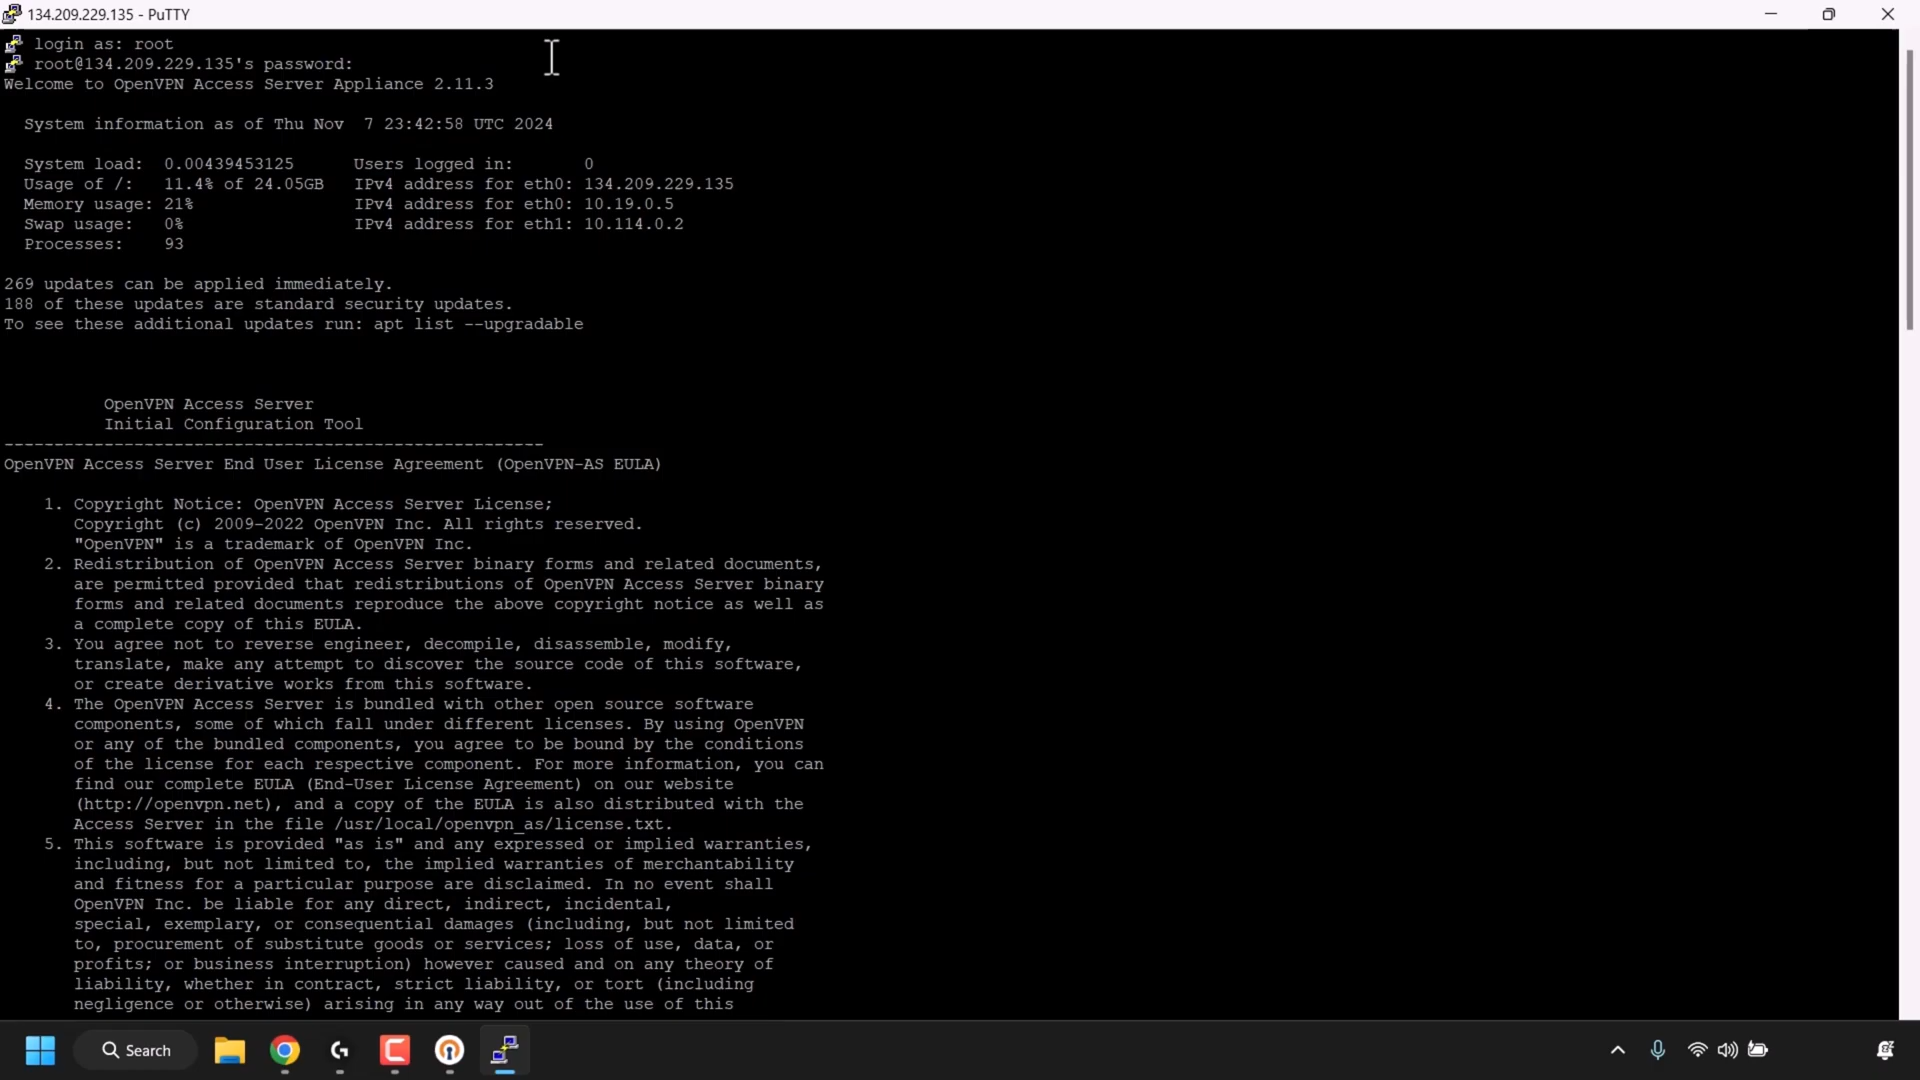 134.209.229.135 - PuTTY
login as: root
root@134.209.229.135's password:
Welcome to OpenVPN Access Server Appliance 2.11.3
System information as of Thu Nov  7 23:42:58 UTC 2024
System load:  0.00439453125      Users logged in:       0
Usage of /:   11.4% of 24.05GB   IPv4 address for eth0: 134.209.229.135
Memory usage: 21%                IPv4 address for eth0: 10.19.0.5
Swap usage:   0%                 IPv4 address for eth1: 10.114.0.2
Processes:    93
269 updates can be applied immediately.
188 of these updates are standard security updates.
To see these additional updates run: apt list --upgradable
OpenVPN Access Server
Initial Configuration Tool
------------------------------------------------------
OpenVPN Access Server End User License Agreement (OpenVPN-AS EULA)
1. Copyright Notice: OpenVPN Access Server License;
Copyright (c) 2009-2022 OpenVPN Inc. All rights reserved.
"OpenVPN" is a trademark of OpenVPN Inc.
2. Redistribution of OpenVPN Access Server binary forms and related documents,
are permitted provided that redistributions of OpenVPN Access Server binary
forms and related documents reproduce the above copyright notice as well as
a complete copy of this EULA.
3. You agree not to reverse engineer, decompile, disassemble, modify,
translate, make any attempt to discover the source code of this software,
or create derivative works from this software.
4. The OpenVPN Access Server is bundled with other open source software
components, some of which fall under different licenses. By using OpenVPN
or any of the bundled components, you agree to be bound by the conditions
of the license for each respective component. For more information, you can
find our complete EULA (End-User License Agreement) on our website
(http://openvpn.net), and a copy of the EULA is also distributed with the
Access Server in the file /usr/local/openvpn_as/license.txt.
5. This software is provided "as is" and any expressed or implied warranties,
including, but not limited to, the implied warranties of merchantability
and fitness for a particular purpose are disclaimed. In no event shall
OpenVPN Inc. be liable for any direct, indirect, incidental,
special, exemplary, or consequential damages (including, but not limited
to, procurement of substitute goods or services; loss of use, data, or
profits; or business interruption) however caused and on any theory of
liability, whether in contract, strict liability, or tort (including
negligence or otherwise) arising in any way out of the use of this
Search